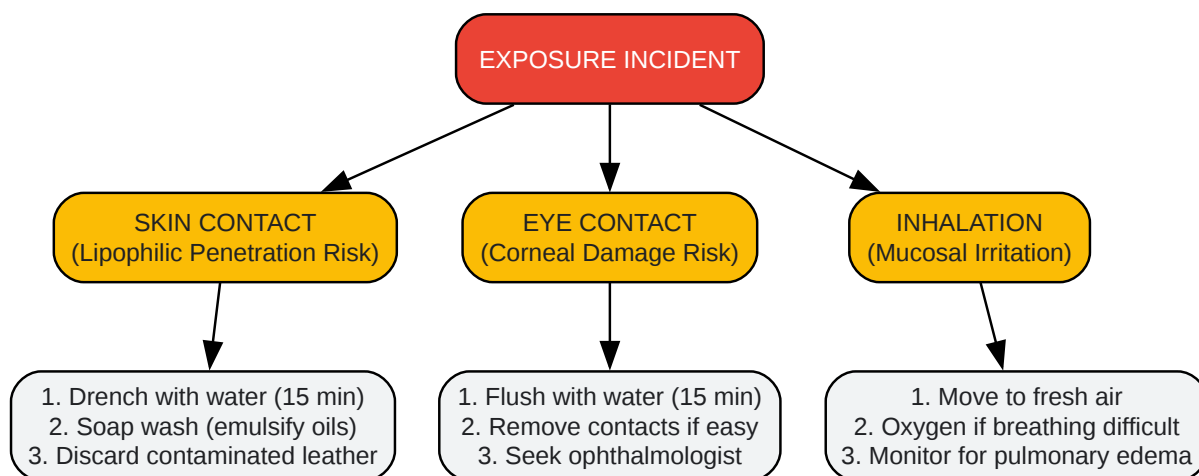 EXPOSURE INCIDENT
SKIN CONTACT
(Lipophilic Penetration Risk)
EYE CONTACT
(Corneal Damage Risk)
INHALATION
(Mucosal Irritation)
1. Drench with water (15 min)
2. Soap wash (emulsify oils)
3. Discard contaminated leather
1. Flush with water (15 min)
2. Remove contacts if easy
3. Seek ophthalmologist
1. Move to fresh air
2. Oxygen if breathing difficult
3. Monitor for pulmonary edema